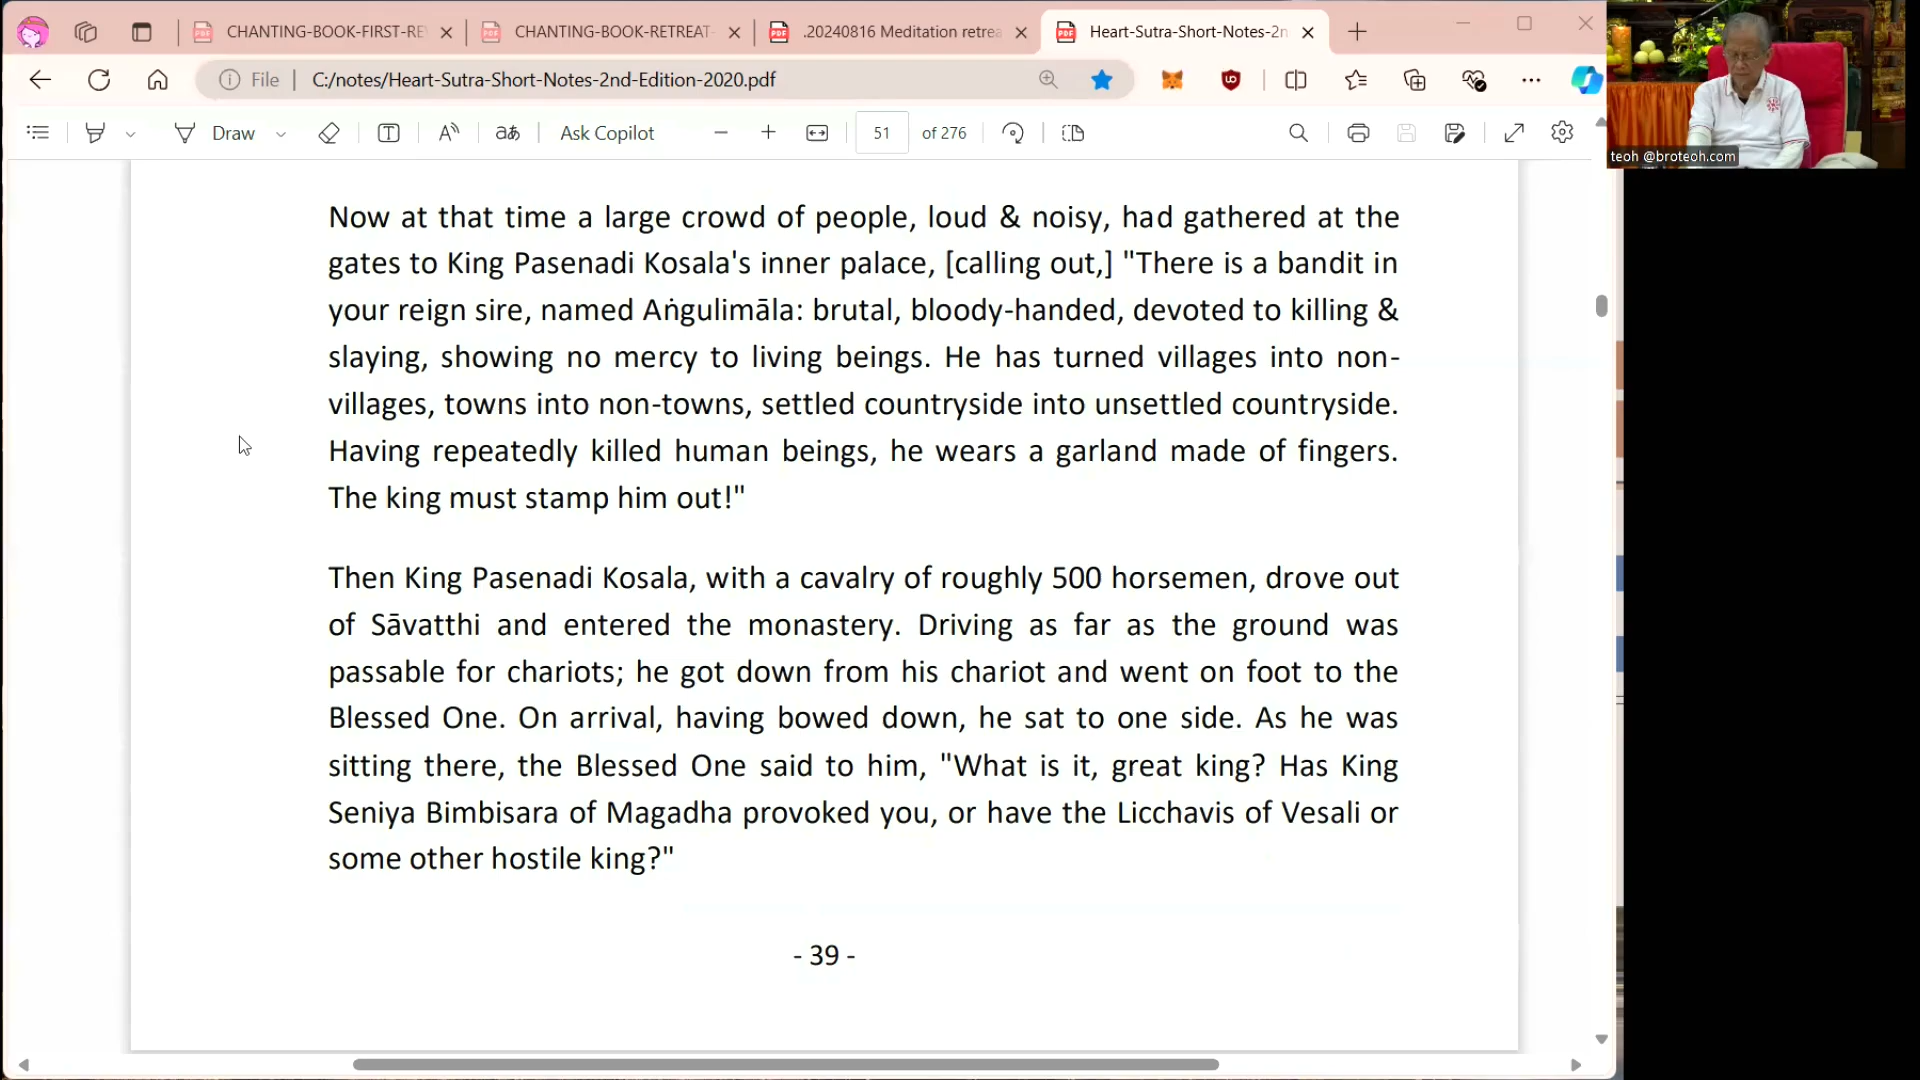 CHANTING-BOOK-FIRST-RE
CHANTING-BOOK-RETREAT-
.20240816 Meditation retrea
Heart-Sutra-Short-Notes-2n
File
C:/notes/Heart-Sutra-Short-Notes-2nd-Edition-2020.pdf
Draw
Ask Copilot
51
of 276
teoh @broteoh.com
Now at that time a large crowd of people, loud & noisy, had gathered at the
gates to King Pasenadi Kosala's inner palace, [calling out,] "There is a bandit in
your reign sire, named Aṅgulimāla: brutal, bloody-handed, devoted to killing &
slaying, showing no mercy to living beings. He has turned villages into non-
villages, towns into non-towns, settled countryside into unsettled countryside.
Having repeatedly killed human beings, he wears a garland made of fingers.
The king must stamp him out!"
Then King Pasenadi Kosala, with a cavalry of roughly 500 horsemen, drove out
of Sāvatthi and entered the monastery. Driving as far as the ground was
passable for chariots; he got down from his chariot and went on foot to the
Blessed One. On arrival, having bowed down, he sat to one side. As he was
sitting there, the Blessed One said to him, "What is it, great king? Has King
Seniya Bimbisara of Magadha provoked you, or have the Licchavis of Vesali or
some other hostile king?"
- 39 -